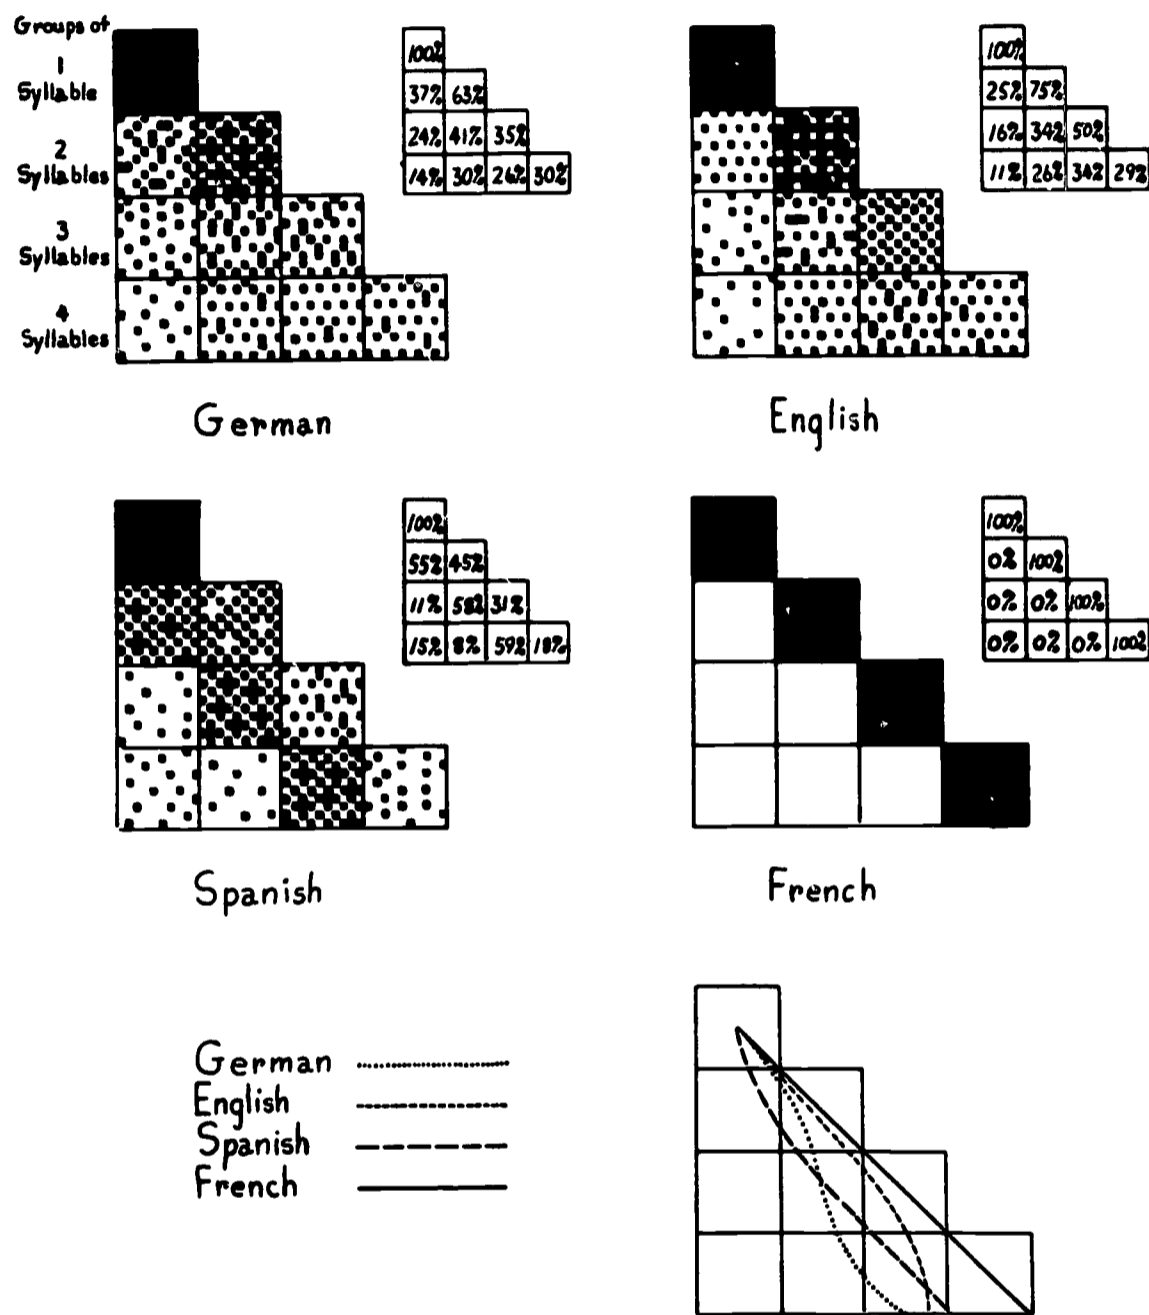 Groups of
1
Syllable
2
Syllables
3
Syllables
4
Syllables
100%
37% 63%
24% 41% 35%
14% 30% 26% 30%
German
100%
25% 75%
16% 34% 50%
11% 26% 34% 29%
English
100%
55% 45%
11% 58% 31%
15% 8% 59% 18%
Spanish
100%
0% 100%
0% 0% 100%
0% 0% 0% 100%
French
German
English
Spanish
French